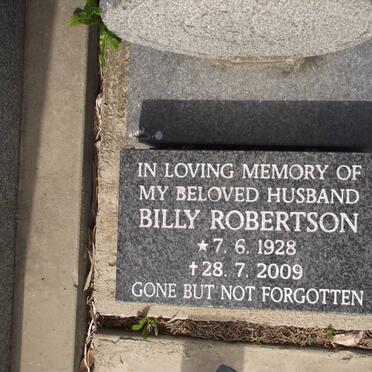 IN LOVING MEMORY OF
MY BELOVED HUSBAND
BILLY ROBERTSON
★ 7. 6. 1928
✝ 28. 7. 2009
GONE BUT NOT FORGOTTEN